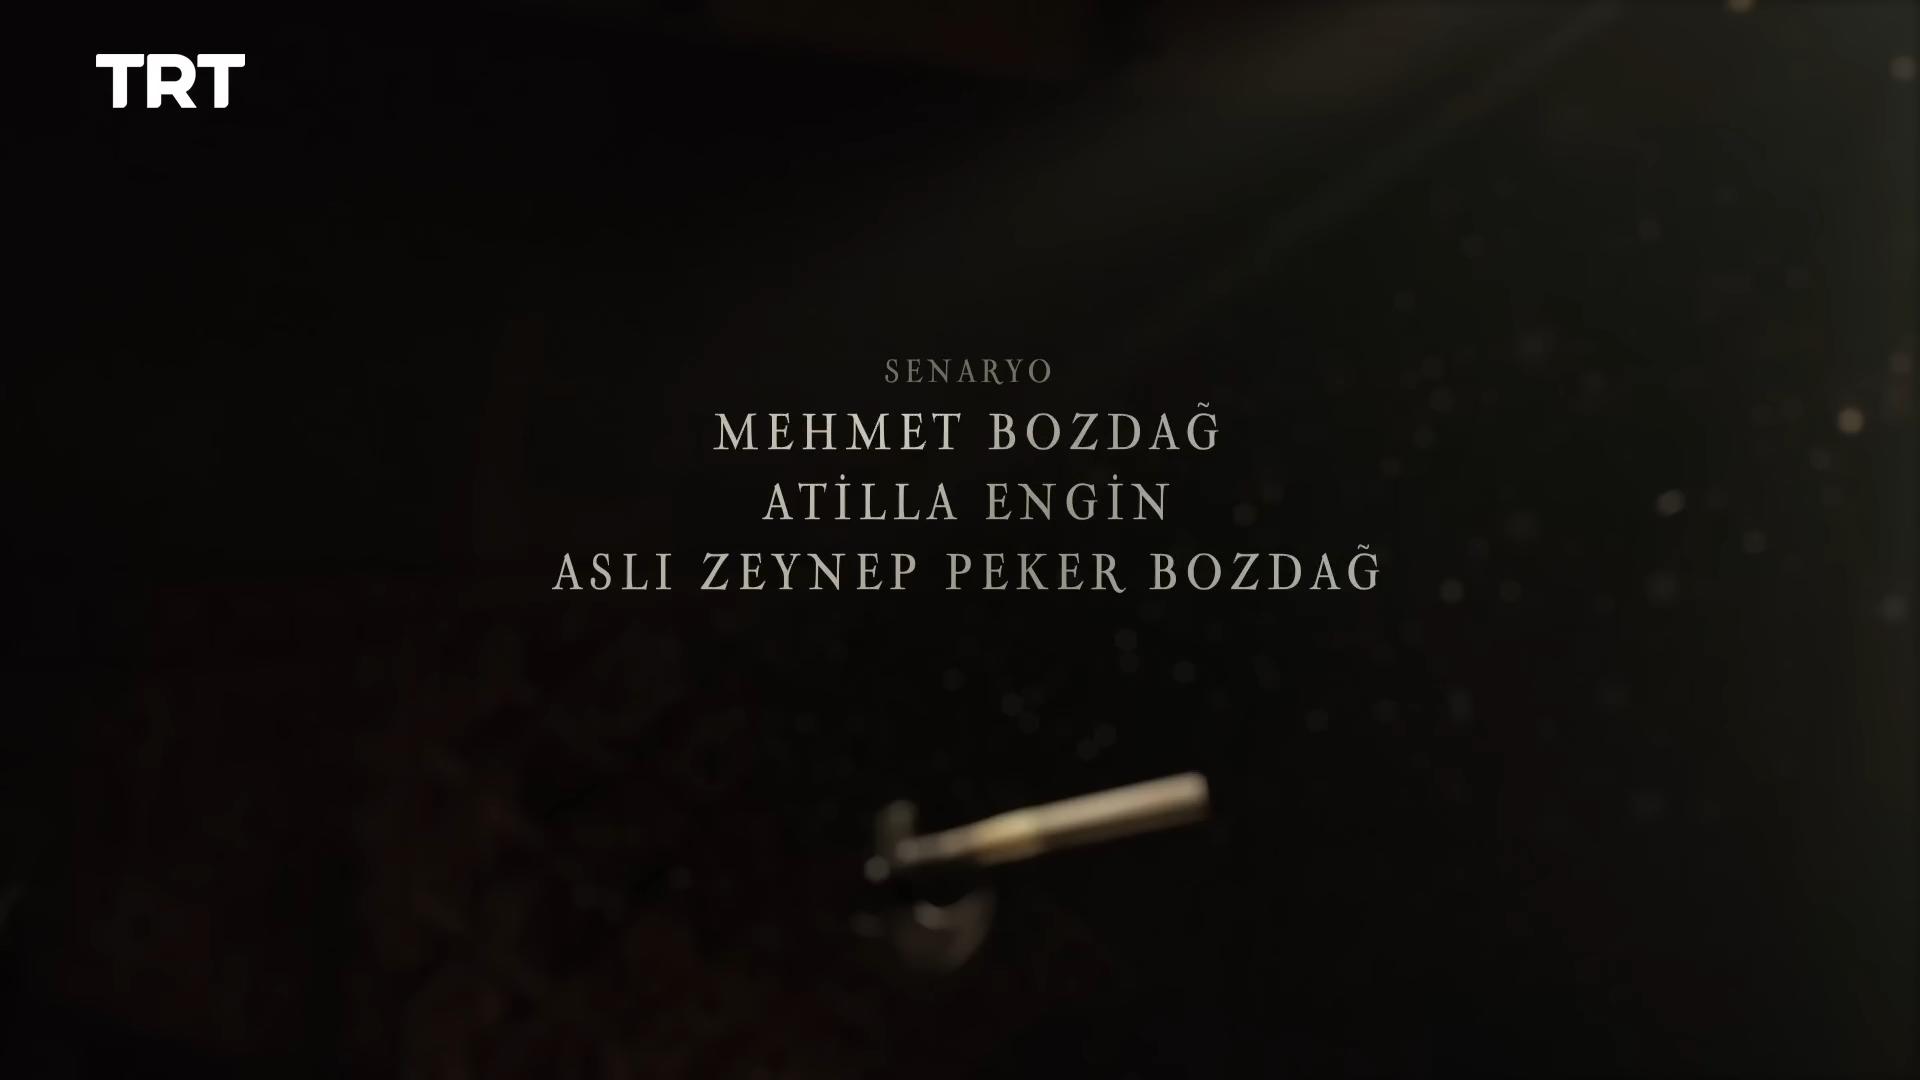 TRT
SENARYO
MEHMET BOZDAĞ
ATİLLA ENGİN
ASLI ZEYNEP PEKER BOZDAĞ